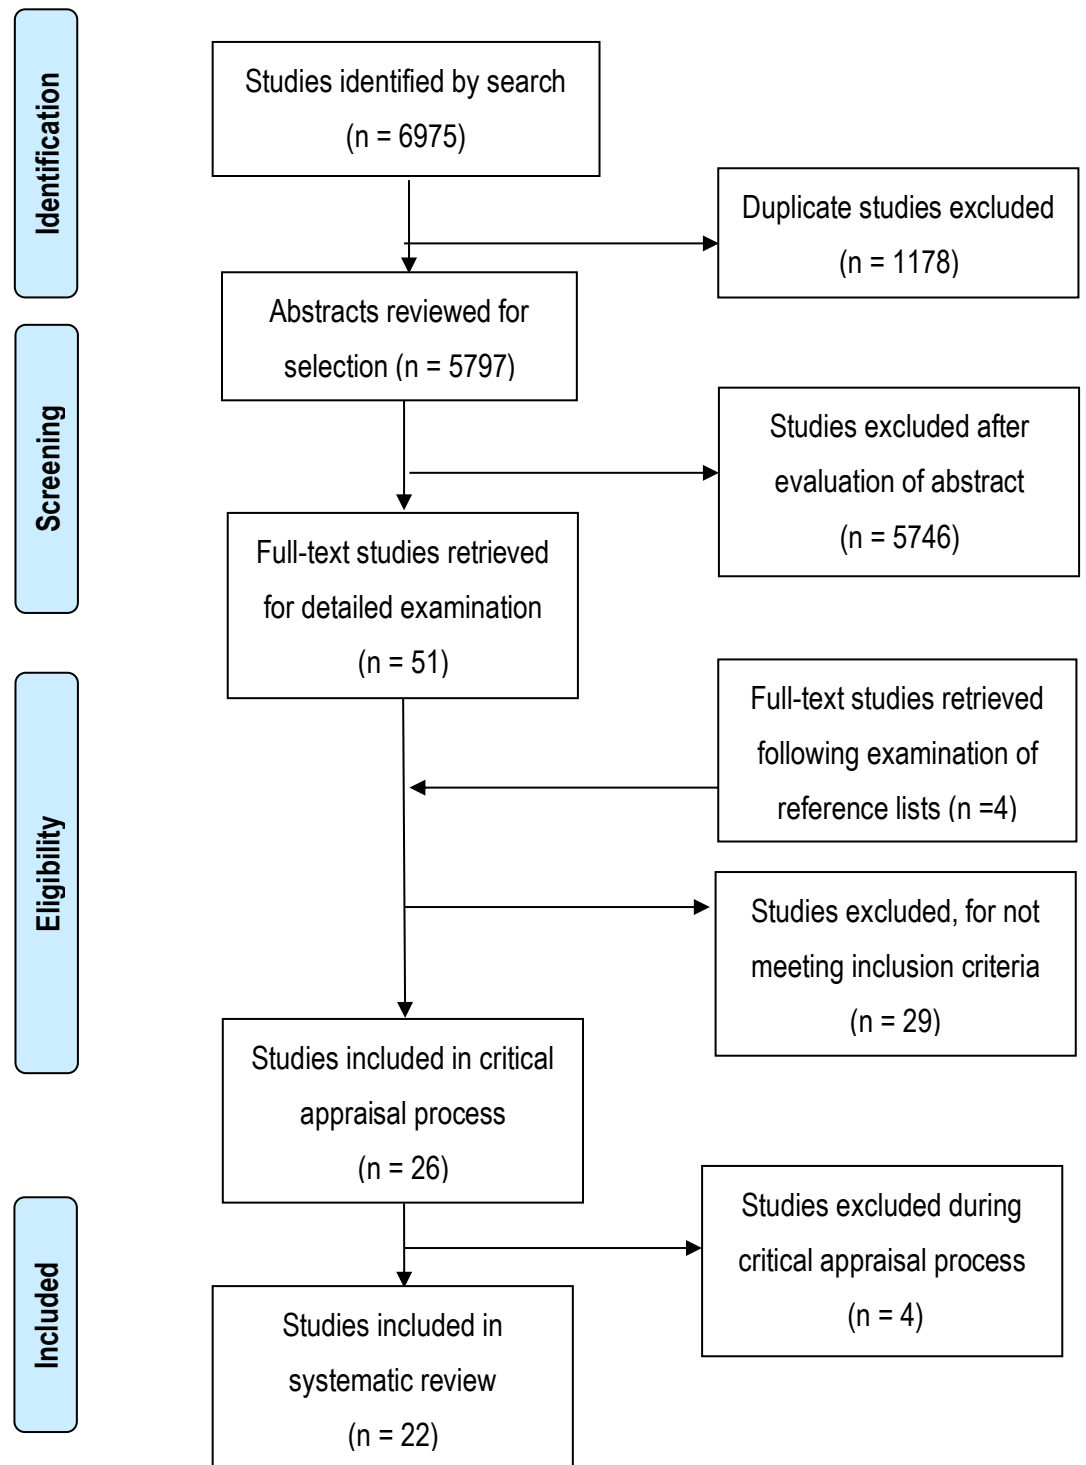 Identification
Studies identified by search
(n = 6975)
Duplicate studies excluded
(n = 1178)
Abstracts reviewed for
selection (n = 5797)
Screening
Studies excluded after
evaluation of abstract
(n = 5746)
Full-text studies retrieved
for detailed examination
(n = 51)
Eligibility
Full-text studies retrieved
following examination of
reference lists (n =4)
Studies excluded, for not
meeting inclusion criteria
(n = 29)
Studies included in critical
appraisal process
(n = 26)
Included
Studies excluded during
critical appraisal process
(n = 4)
Studies included in
systematic review
(n = 22)